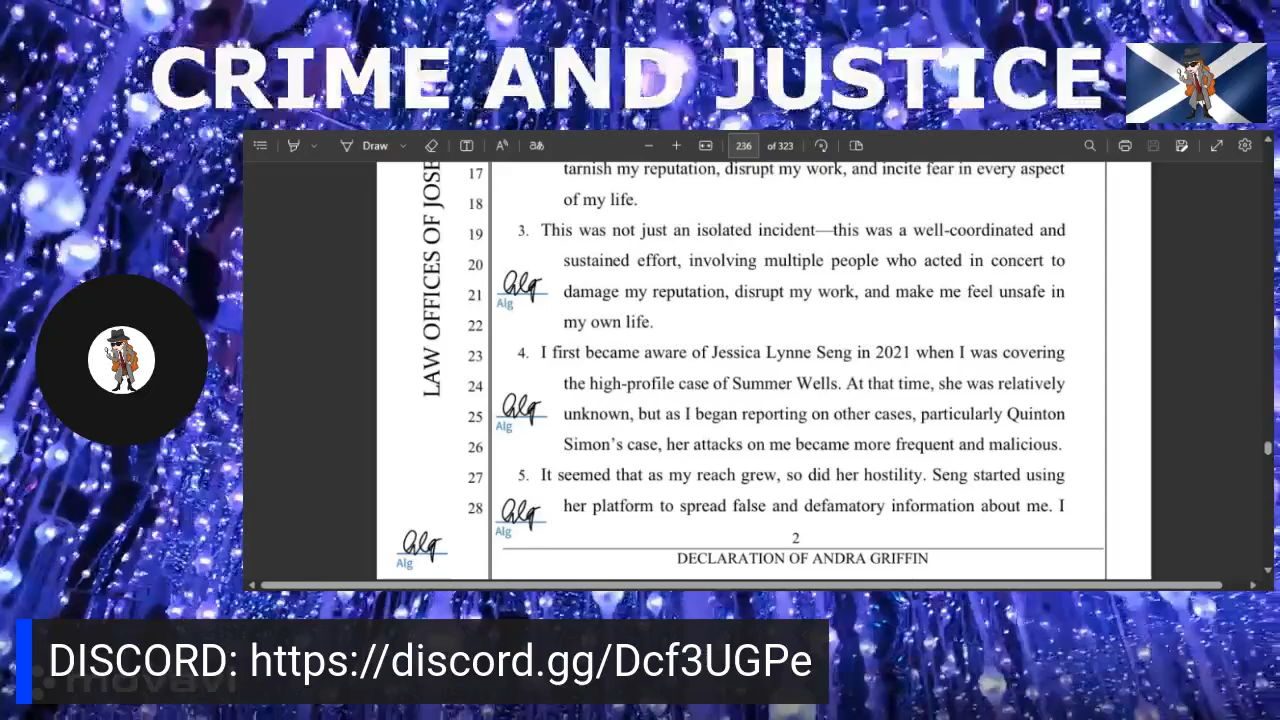 CRIME AND JUSTICE
Draw
236 of 323
LAW OFFICES OF JOSE
17 tarnish my reputation, disrupt my work, and incite fear in every aspect
18 of my life.
19 3. This was not just an isolated incident—this was a well-coordinated and
20 sustained effort, involving multiple people who acted in concert to
21 damage my reputation, disrupt my work, and make me feel unsafe in
Alg
Alg
22 my own life.
23 4. I first became aware of Jessica Lynne Seng in 2021 when I was covering
24 the high-profile case of Summer Wells. At that time, she was relatively
25 unknown, but as I began reporting on other cases, particularly Quinton
Alg
Alg
26 Simon's case, her attacks on me became more frequent and malicious.
27 5. It seemed that as my reach grew, so did her hostility. Seng started using
28 her platform to spread false and defamatory information about me. I
Alg
Alg
Alg
Alg
2
DECLARATION OF ANDRA GRIFFIN
DISCORD: https://discord.gg/Dcf3UGPe
movavi